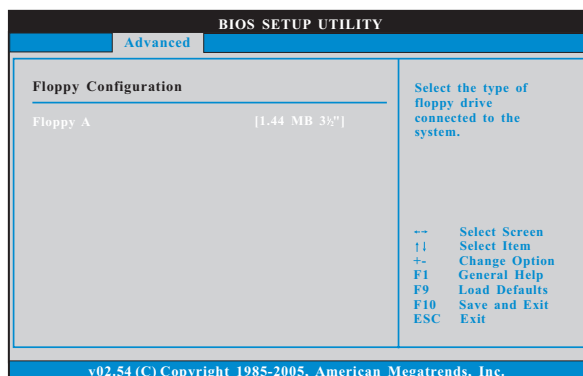 BIOS SETUP UTILITY
Advanced
Floppy Configuration
Floppy A [1.44 MB 3½"]
Select the type of
floppy drive
connected to the
system.
←→ Select Screen
↑↓ Select Item
+- Change Option
F1 General Help
F9 Load Defaults
F10 Save and Exit
ESC Exit
v02.54 (C) Copyright 1985-2005, American Megatrends, Inc.